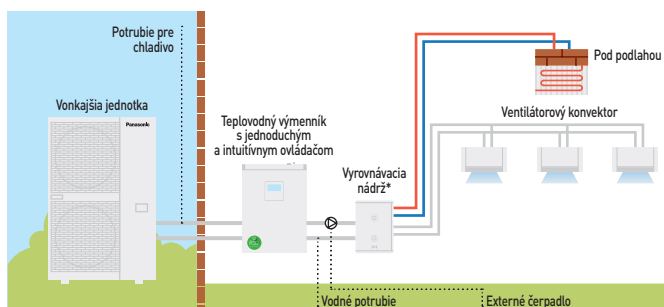 Potrubie pre
chladivo
Vonkajšia jednotka
Panasonic
Teplovodný výmenník
s jednoduchým
a intuitívnym ovládačom
Vyrovnávacia
nádrž*
Pod podlahou
Ventilátorový konvektor
Vodné potrubie
Externé čerpadlo